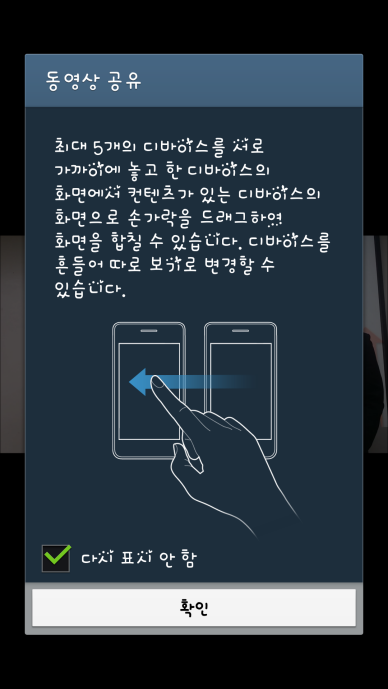 동영상 공유
최대 5개의 디바이스를 서로
가까이에 놓고 한 디바이스의
화면에서 컨텐츠가 있는 디바이스의
화면으로 손가락을 드래그하여
화면을 합칠 수 있습니다. 디바이스를
흔들어 따로 보기로 변경할 수
있습니다.
다시 표시 안 함
확인